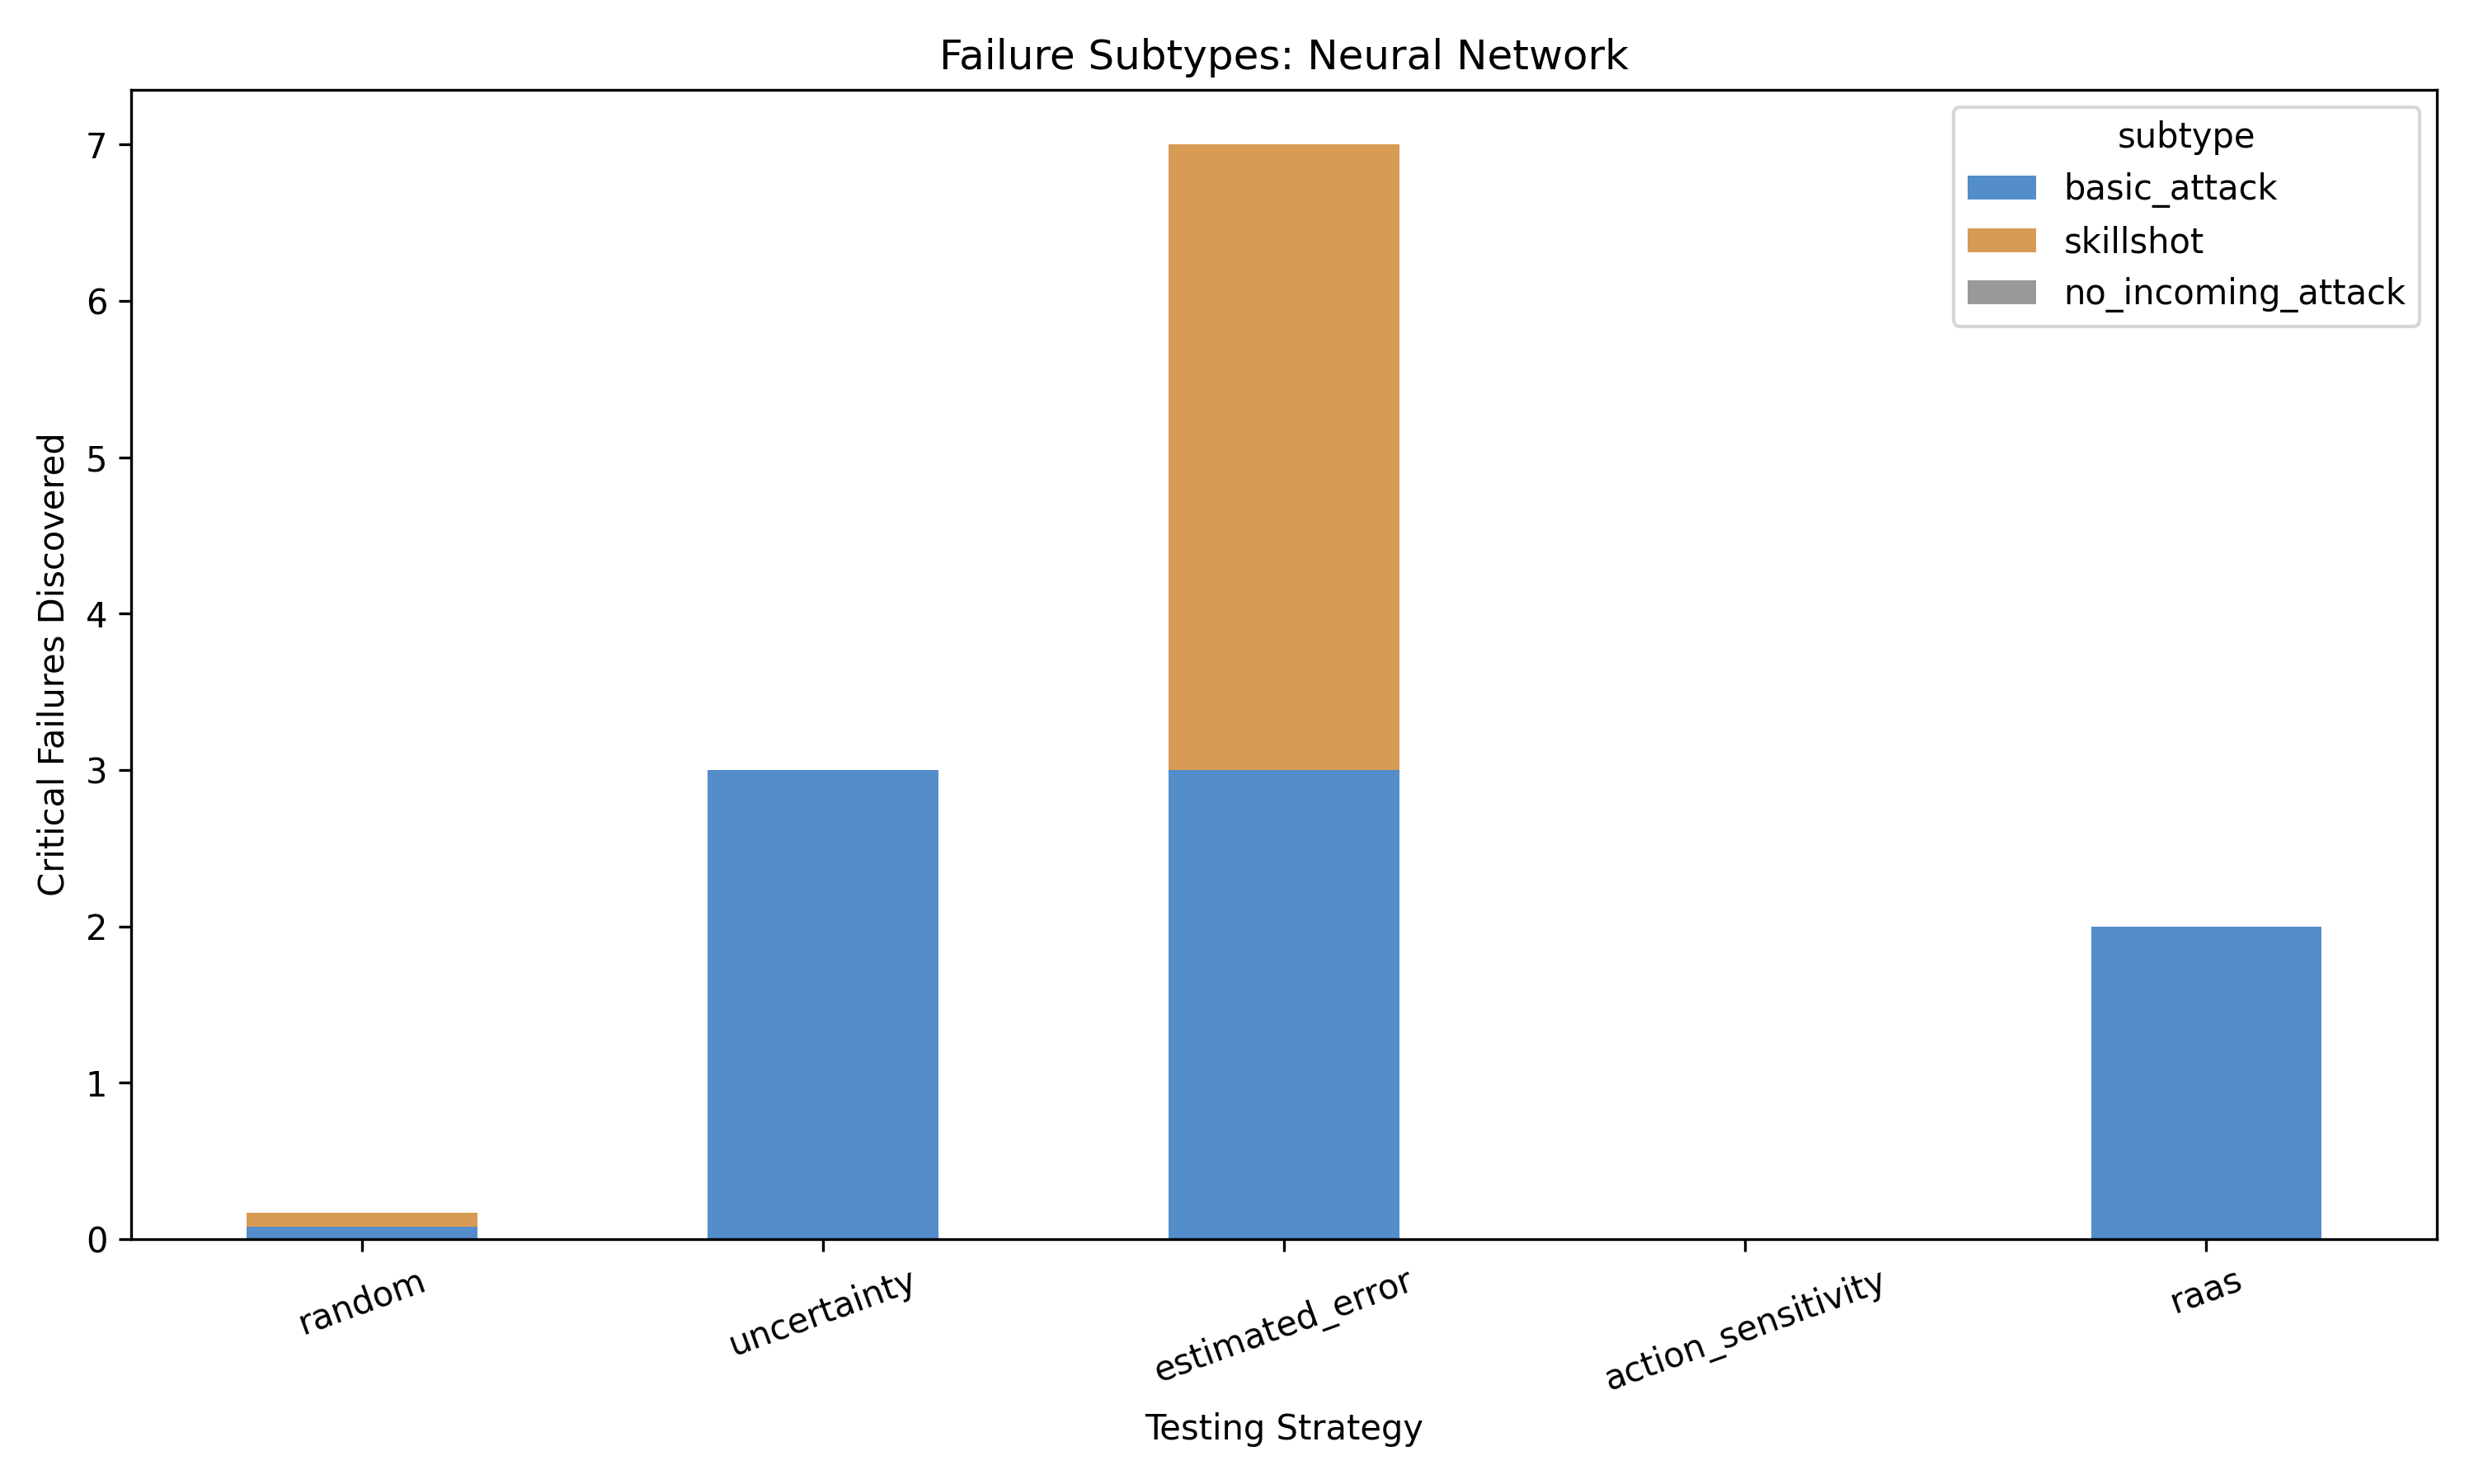 Failure Subtypes: Neural Network
subtype
basic_attack
skillshot
no_incoming_attack
Critical Failures Discovered
7
6
5
4
3
2
1
0
random
uncertainty
estimated_error
action_sensitivity
raas
Testing Strategy